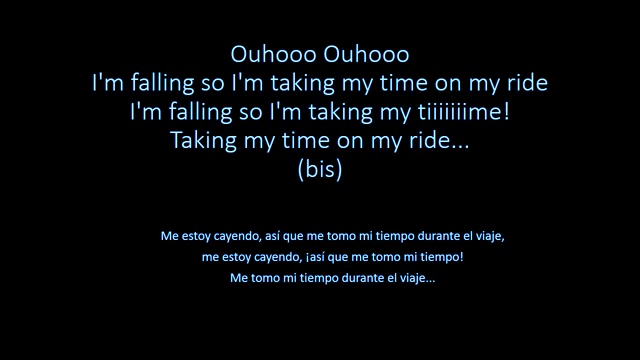 Ouhooo Ouhooo
I'm falling so I'm taking my time on my ride
I'm falling so I'm taking my tiiiiiiime!
Taking my time on my ride...
(bis)
Me estoy cayendo, así que me tomo mi tiempo durante el viaje,
me estoy cayendo, ¡así que me tomo mi tiempo!
Me tomo mi tiempo durante el viaje...